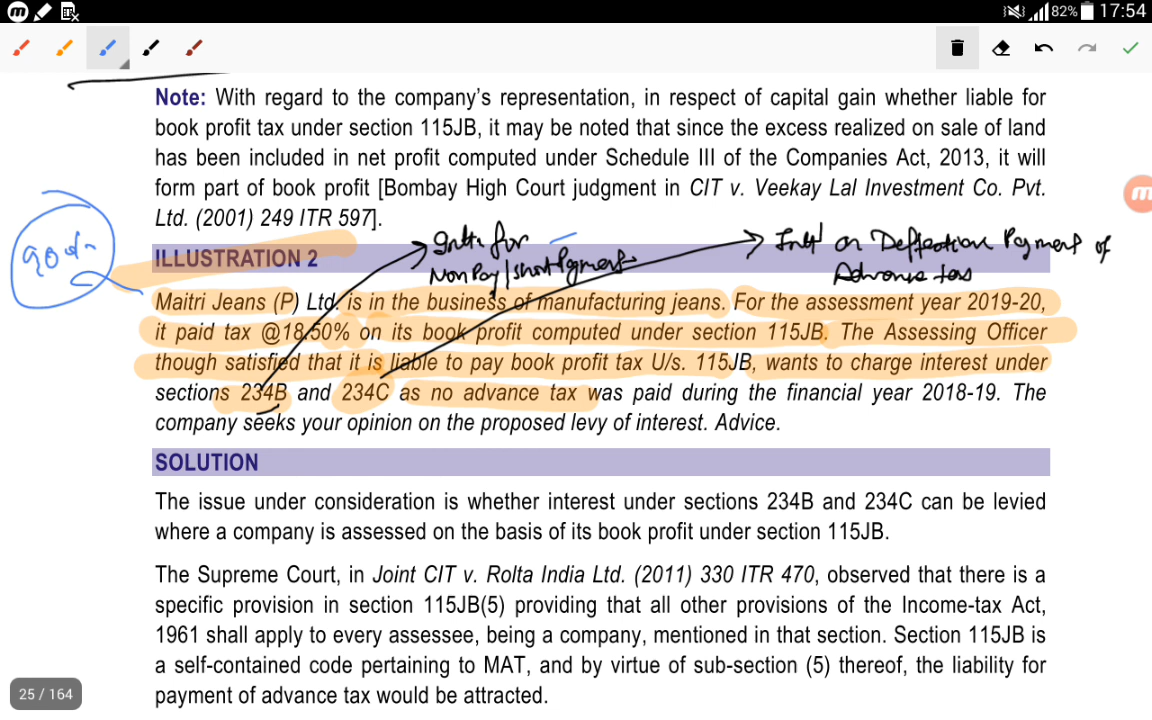 82% 17:54
Note: With regard to the company's representation, in respect of capital gain whether liable for
book profit tax under section 115JB, it may be noted that since the excess realized on sale of land
has been included in net profit computed under Schedule III of the Companies Act, 2013, it will
form part of book profit [Bombay High Court judgment in CIT v. Veekay Lal Investment Co. Pvt.
Ltd. (2001) 249 ITR 597].
for
Non Pay/short Pyment
on Deffection Pyment of
Advance tax
ILLUSTRATION 2
Maitri Jeans (P) Ltd. is in the business of manufacturing jeans. For the assessment year 2019-20,
it paid tax @18.50% on its book profit computed under section 115JB. The Assessing Officer
though satisfied that it is liable to pay book profit tax U/s. 115JB, wants to charge interest under
sections 234B and 234C as no advance tax was paid during the financial year 2018-19. The
company seeks your opinion on the proposed levy of interest. Advice.
SOLUTION
The issue under consideration is whether interest under sections 234B and 234C can be levied
where a company is assessed on the basis of its book profit under section 115JB.
The Supreme Court, in Joint CIT v. Rolta India Ltd. (2011) 330 ITR 470, observed that there is a
specific provision in section 115JB(5) providing that all other provisions of the Income-tax Act,
1961 shall apply to every assessee, being a company, mentioned in that section. Section 115JB is
a self-contained code pertaining to MAT, and by virtue of sub-section (5) thereof, the liability for
payment of advance tax would be attracted.
25 / 164